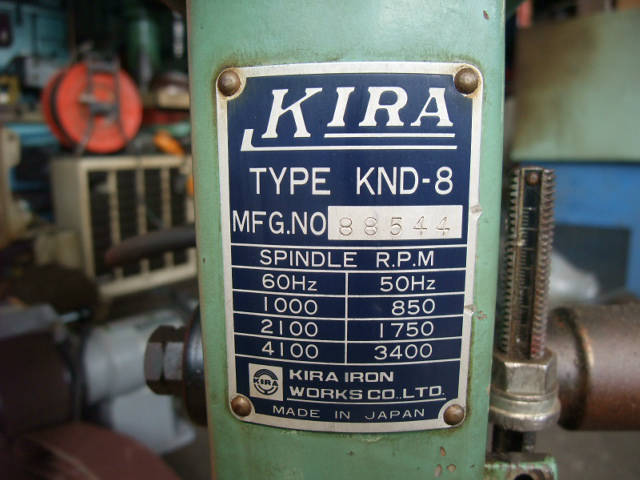 KIRA
TYPE KND-8
MFG.NO 88544
SPINDLE R.P.M
60Hz 50Hz
1000 850
2100 1750
4100 3400
KIRA
KIRA IRON
WORKS CO.,LTD.
MADE IN JAPAN